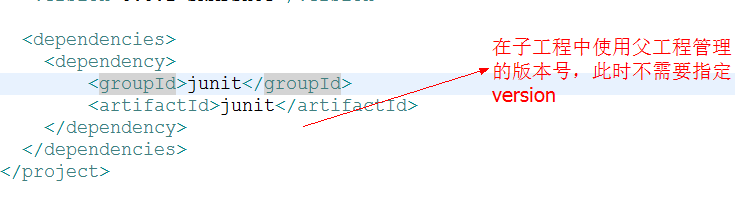 <dependencies>
<dependency>
<groupId>junit</groupId>
<artifactId>junit</artifactId>
</dependency>
</dependencies>
</project>
在子工程中使用父工程管理
的版本号，此时不需要指定
version